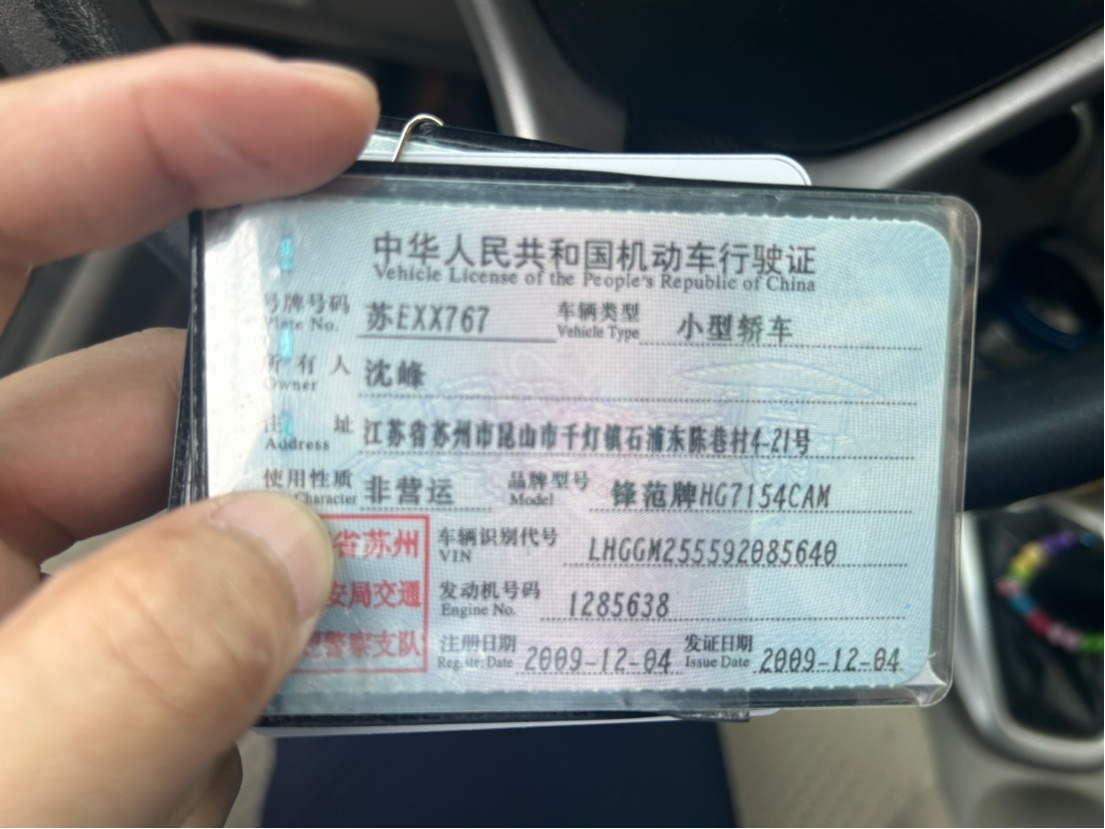 中华人民共和国机动车行驶证
Vehicle License of the People's Republic of China
号牌号码 苏EXX767 车辆类型 小型轿车
Plate No. Vehicle Type
所有人 沈峰
Owner
住址 江苏省苏州市昆山市千灯镇石浦东陈巷村4-21号
Address
使用性质 非营运 品牌型号 锋范牌HG7154CAM
Character Model
省苏州 车辆识别代号 LHGGM255592085640
VIN
安局交通 发动机号码 1285638
Engine No.
警察支队 注册日期 2009-12-04 发证日期 2009-12-04
Register Date Issue Date